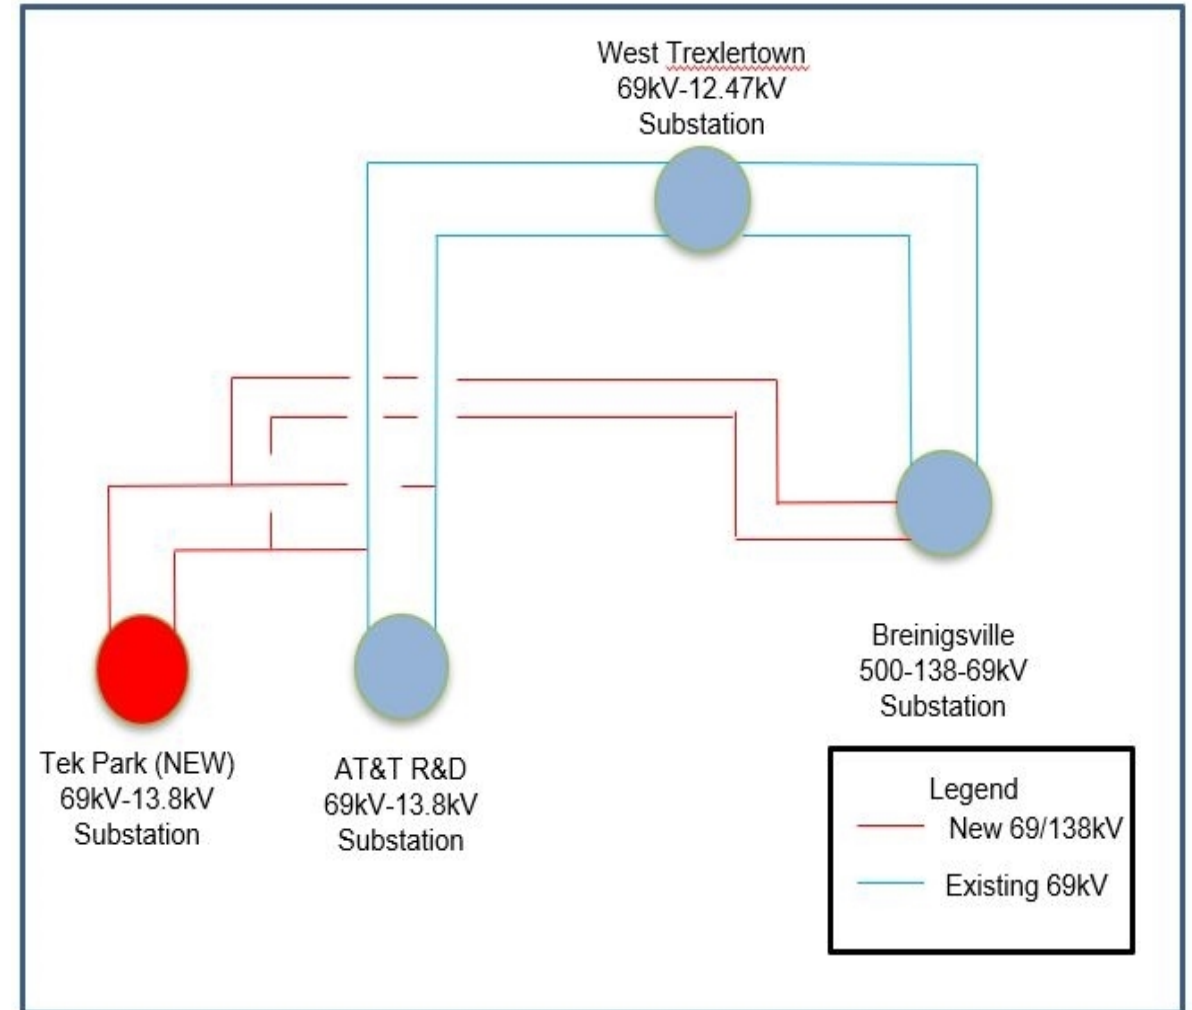 West Trexlertown
69kV-12.47kV
Substation
Breinigsville
500-138-69kV
Substation
Tek Park (NEW)
69kV-13.8kV
Substation
AT&T R&D
69kV-13.8kV
Substation
Legend
New 69/138kV
Existing 69kV